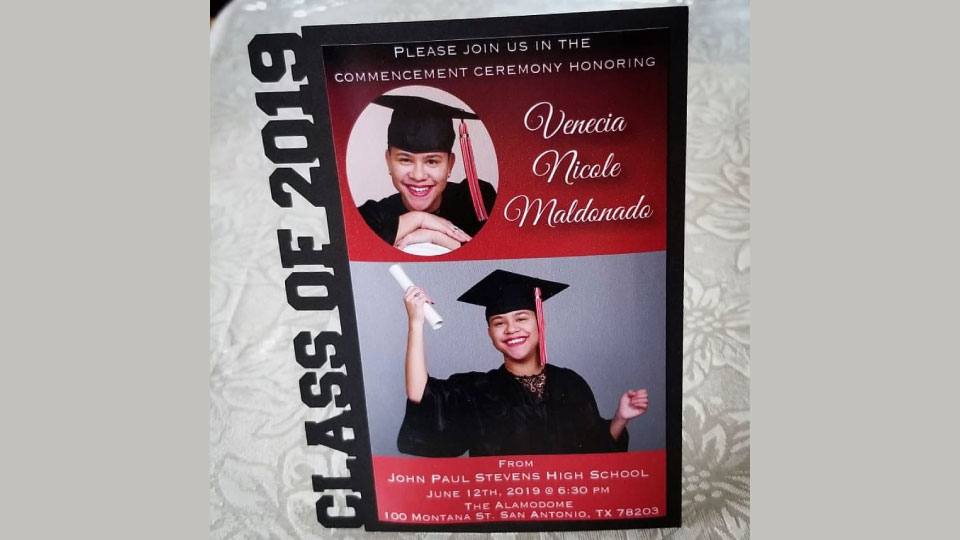 CLASS OF 2019
PLEASE JOIN US IN THE
COMMENCEMENT CEREMONY HONORING
Venecia
Nicole
Maldonado
FROM
JOHN PAUL STEVENS HIGH SCHOOL
JUNE 12TH, 2019 @ 6:30 PM
THE ALAMODOME
100 MONTANA ST. SAN ANTONIO, TX 78203